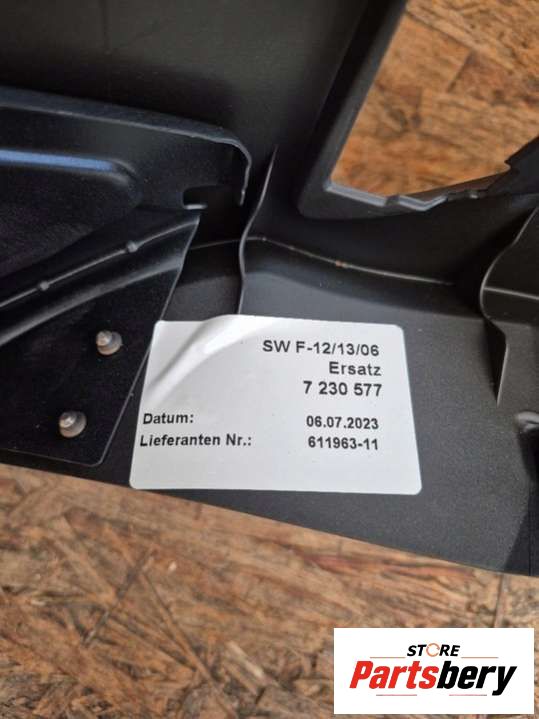 SW F-12/13/06
Ersatz
7 230 577
Datum: 06.07.2023
Lieferanten Nr.: 611963-11
STORE
Partsbery